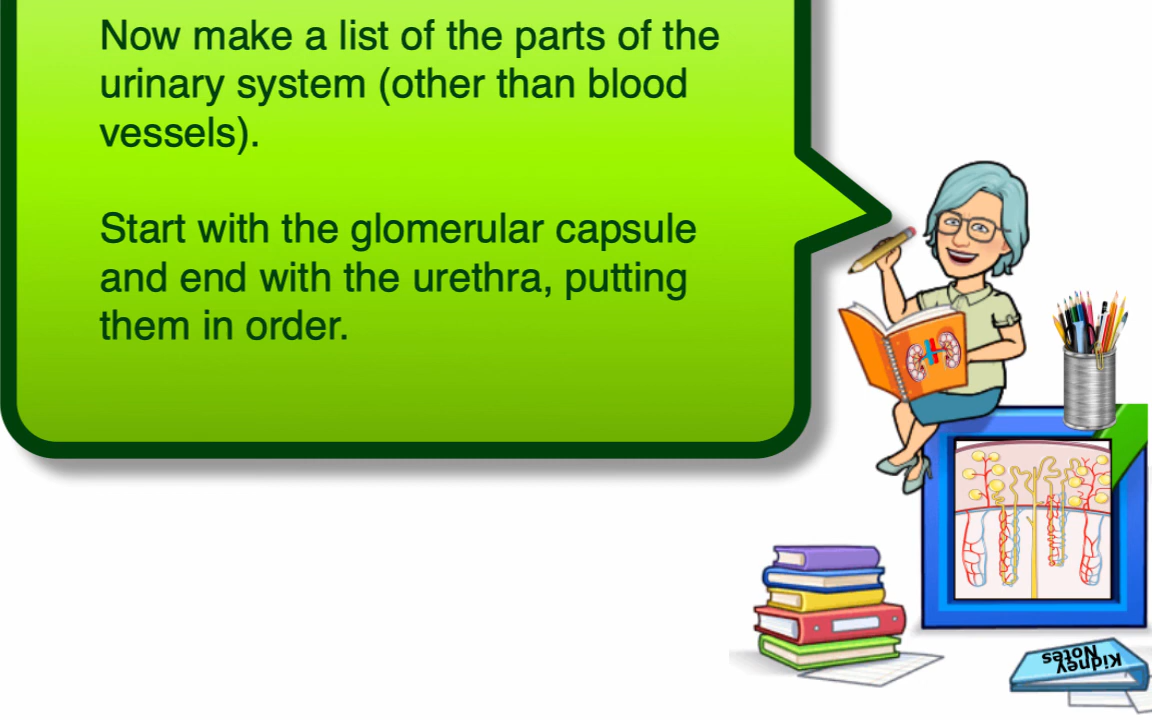 Now make a list of the parts of the
urinary system (other than blood
vessels).
Start with the glomerular capsule
and end with the urethra, putting
them in order.
Kidney
Notes